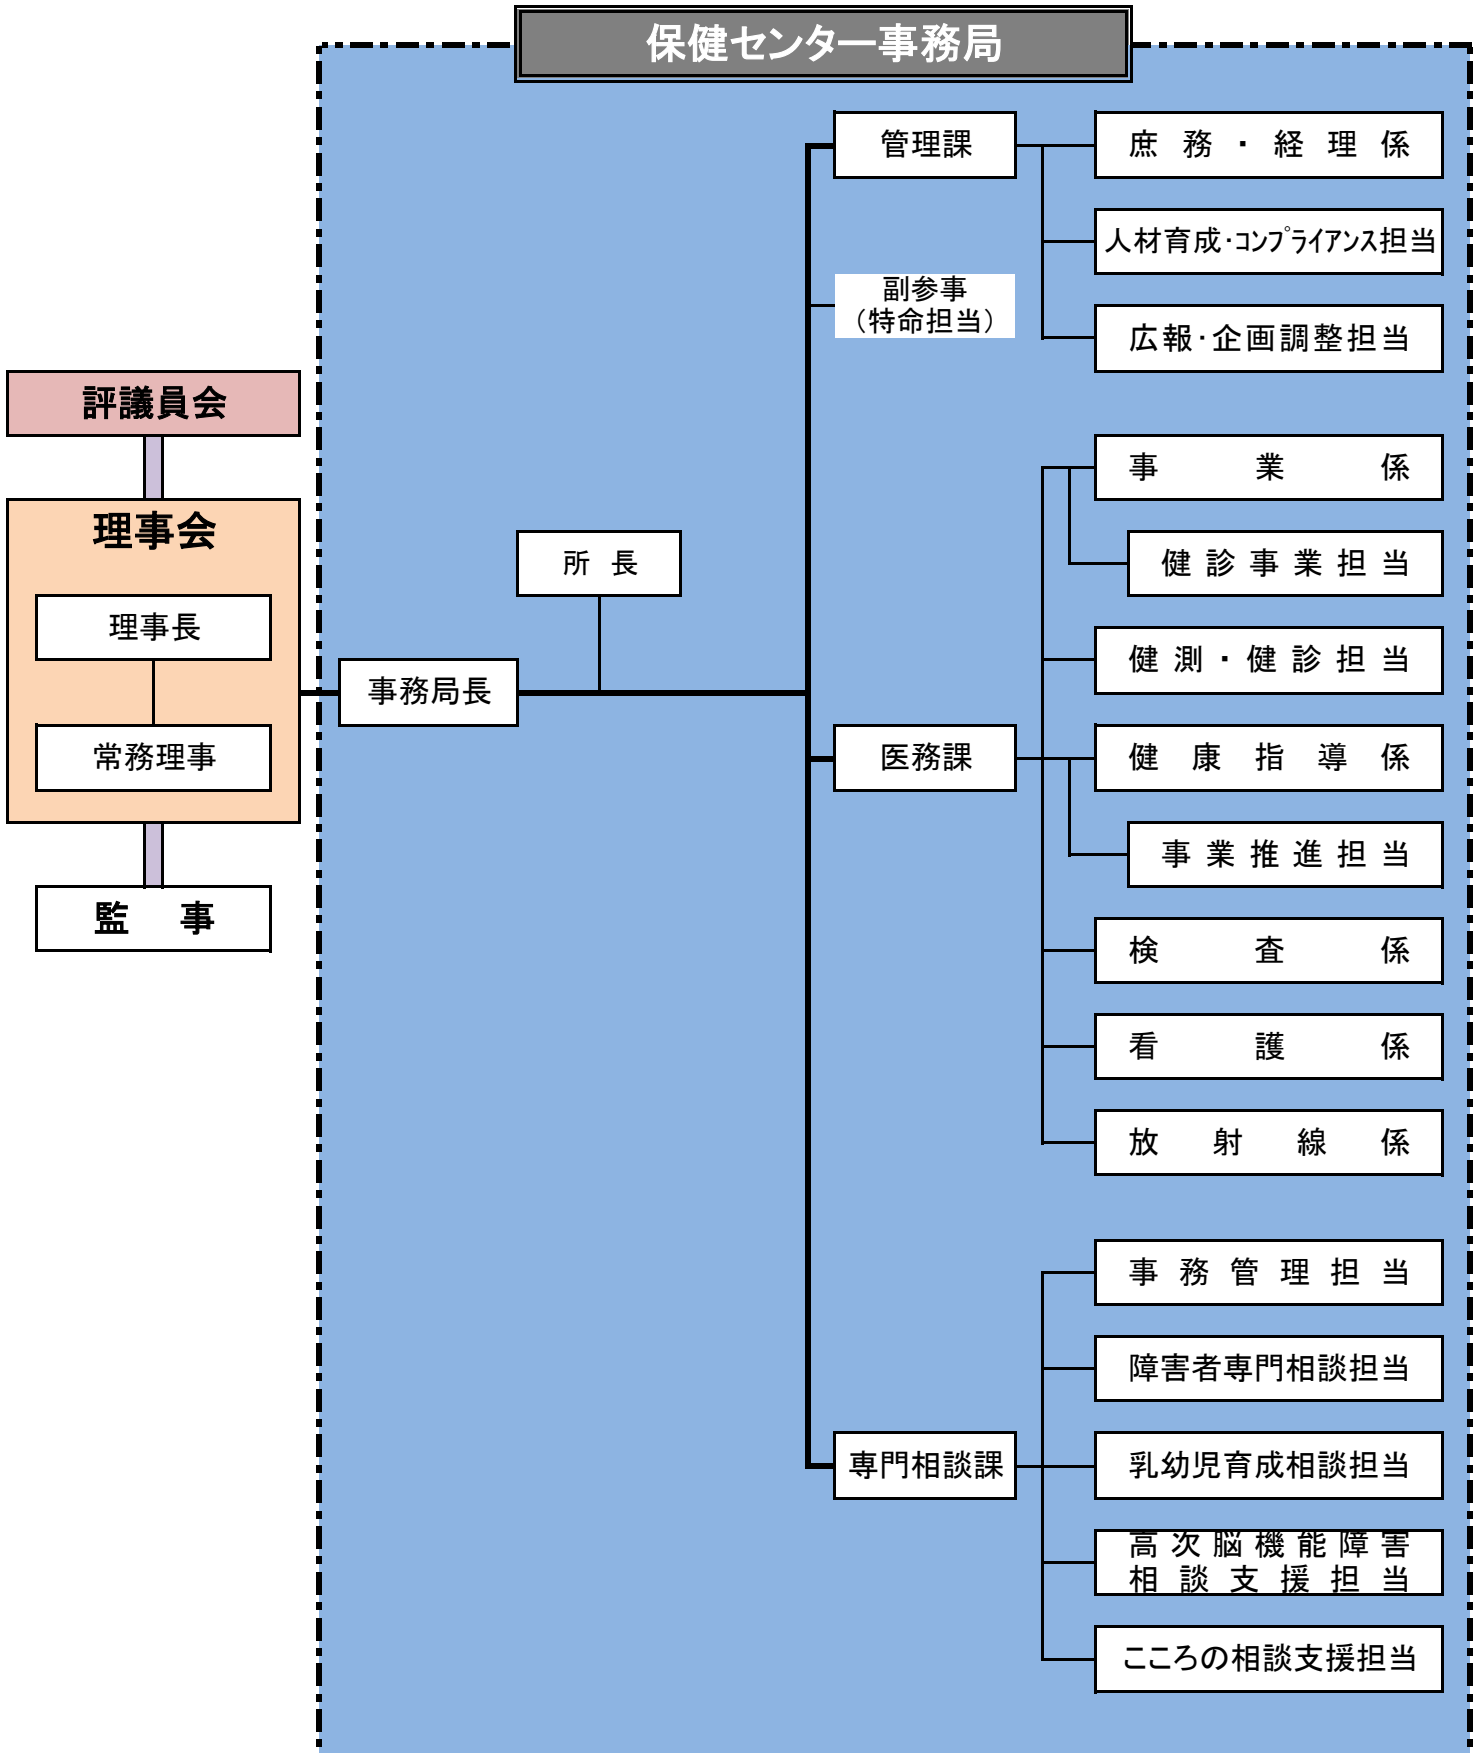 保健センター事務局
評議員会
理事会
理事長
常務理事
監事
所長
事務局長
管理課
庶務・経理係
人材育成・コンプライアンス担当
広報・企画調整担当
副参事
（特命担当）
医務課
事業係
健診事業担当
健測・健診担当
健康指導係
事業推進担当
検査係
看護係
放射線係
専門相談課
事務管理担当
障害者専門相談担当
乳幼児育成相談担当
高次脳機能障害
相談支援担当
こころの相談支援担当